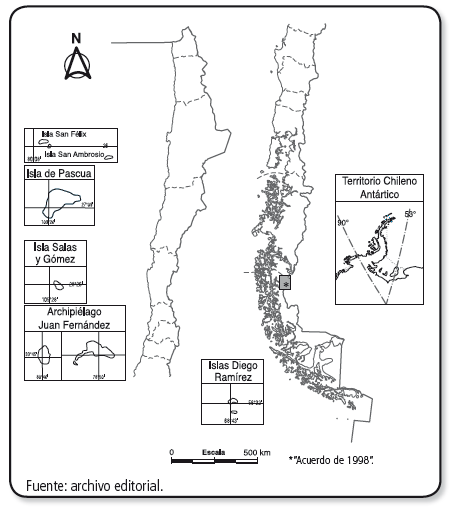 N
Isla San Félix
Isla San Ambrosio
Isla de Pascua
Isla Salas
y Gómez
Archipiélago
Juan Fernández
Territorio Chileno
Antártico
90°
53°
Islas Diego
Ramírez
*
0 Escala 500 km
*"Acuerdo de 1998".
Fuente: archivo editorial.